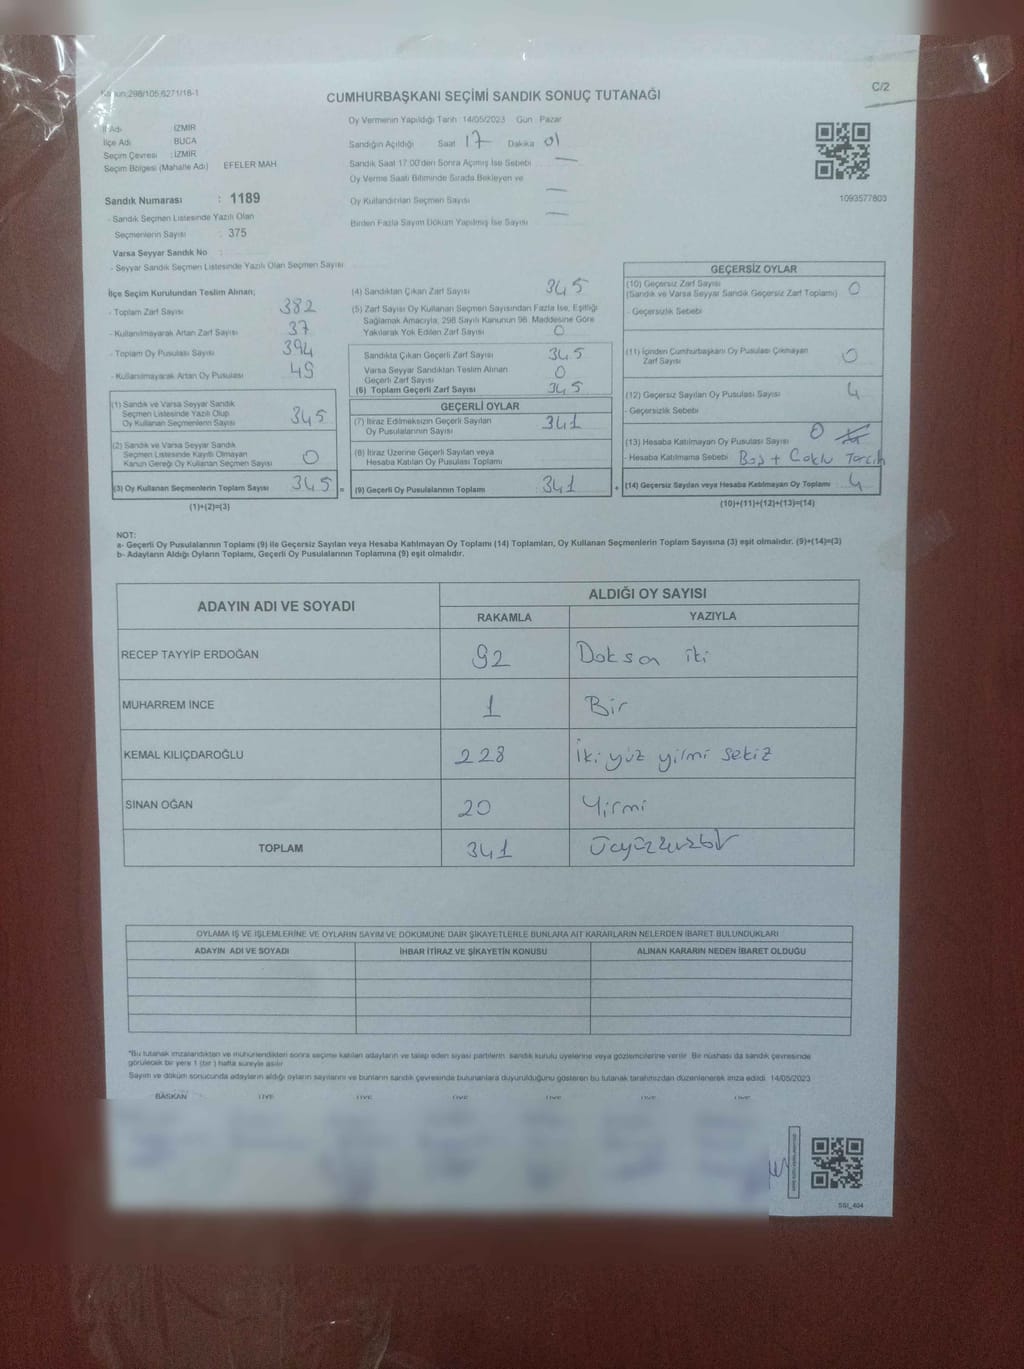 Kanun:298/105,6271/18-1
C/2
CUMHURBAŞKANI SEÇİMİ SANDIK SONUÇ TUTANAĞI
İl Adı : İZMİR
İlçe Adı : BUCA
Seçim Çevresi : İZMİR
Seçim Bölgesi (Mahalle Adı) EFELER MAH
Sandık Numarası : 1189
- Sandık Seçmen Listesinde Yazılı Olan
Seçmenlerin Sayısı : 375
Varsa Seyyar Sandık No :
- Seyyar Sandık Seçmen Listesinde Yazılı Olan Seçmen Sayısı
Oy Vermenin Yapıldığı Tarih 14/05/2023 Gün Pazar
Sandığın Açıldığı Saat 17 Dakika 01
Sandık Saat 17.00'den Sonra Açılmış İse Sebebi —
Oy Verme Saati Bitiminde Sırada Bekleyen ve
Oy Kullandırılan Seçmen Sayısı —
Birden Fazla Sayım Döküm Yapılmış İse Sayısı —
1093577803
İlçe Seçim Kurulundan Teslim Alınan;
- Toplam Zarf Sayısı 382
- Kullanılmayarak Artan Zarf Sayısı 37
- Toplam Oy Pusulası Sayısı 394
- Kullanılmayarak Artan Oy Pusulası 49
(1) Sandık ve Varsa Seyyar Sandık
Seçmen Listesinde Yazılı Olup
Oy Kullanan Seçmenlerin Sayısı 345
(2) Sandık ve Varsa Seyyar Sandık
Seçmen Listesinde Kayıtlı Olmayan
Kanun Gereği Oy Kullanan Seçmen Sayısı 0
(3) Oy Kullanan Seçmenlerin Toplam Sayısı 345 =
(1)+(2)=(3)
(4) Sandıktan Çıkan Zarf Sayısı 345
(5) Zarf Sayısı Oy Kullanan Seçmen Sayısından Fazla İse, Eşitliği
Sağlamak Amacıyla, 298 Sayılı Kanunun 98. Maddesine Göre
Yakılarak Yok Edilen Zarf Sayısı 0
Sandıkta Çıkan Geçerli Zarf Sayısı 345
Varsa Seyyar Sandıktan Teslim Alınan
Geçerli Zarf Sayısı 0
(6) Toplam Geçerli Zarf Sayısı 345
GEÇERLİ OYLAR
(7) İtiraz Edilmeksizin Geçerli Sayılan
Oy Pusulalarının Sayısı 341
(8) İtiraz Üzerine Geçerli Sayılan veya
Hesaba Katılan Oy Pusulası Toplamı
(9) Geçerli Oy Pusulalarının Toplamı 341 +
GEÇERSİZ OYLAR
(10) Geçersiz Zarf Sayısı
(Sandık ve Varsa Seyyar Sandık Geçersiz Zarf Toplamı) 0
- Geçersizlik Sebebi
(11) İçinden Cumhurbaşkanı Oy Pusulası Çıkmayan
Zarf Sayısı 0
(12) Geçersiz Sayılan Oy Pusulası Sayısı 4
- Geçersizlik Sebebi
(13) Hesaba Katılmayan Oy Pusulası Sayısı 0
- Hesaba Katılmama Sebebi Boş + Çoklu Tercih
(14) Geçersiz Sayılan veya Hesaba Katılmayan Oy Toplamı 4
(10)+(11)+(12)+(13)=(14)
NOT:
a- Geçerli Oy Pusulalarının Toplamı (9) ile Geçersiz Sayılan veya Hesaba Katılmayan Oy Toplamı (14) Toplamları, Oy Kullanan Seçmenlerin Toplam Sayısına (3) eşit olmalıdır. (9)+(14)=(3)
b- Adayların Aldığı Oyların Toplamı, Geçerli Oy Pusulalarının Toplamına (9) eşit olmalıdır.
ADAYIN ADI VE SOYADI ALDIĞI OY SAYISI
RAKAMLA YAZIYLA
RECEP TAYYİP ERDOĞAN 92 Doksan iki
MUHARREM İNCE 1 Bir
KEMAL KILIÇDAROĞLU 228 İki yüz yirmi sekiz
SİNAN OĞAN 20 Yirmi
TOPLAM 341
OYLAMA İŞ VE İŞLEMLERİNE VE OYLARIN SAYIM VE DÖKÜMÜNE DAİR ŞİKAYETLERLE BUNLARA AİT KARARLARIN NELERDEN İBARET BULUNDUKLARI
ADAYIN ADI VE SOYADI İHBAR İTİRAZ VE ŞİKAYETİN KONUSU ALINAN KARARIN NEDEN İBARET OLDUĞU
*Bu tutanak imzalandıktan ve mühürlendikten sonra seçime katılan adayların ve talep eden siyasi partilerin sandık kurulu üyelerine veya gözlemcilerine verilir. Bir nüshası da sandık çevresinde
görülecek bir yere 1 (bir) hafta süreyle asılır
Sayım ve döküm sonucunda adayların aldığı oyların sayılarını ve bunların sandık çevresinde bulunanlara duyurulduğunu gösteren bu tutanak tarafımızdan düzenlenerek imza edildi. 14/05/2023
BAŞKAN ÜYE ÜYE ÜYE ÜYE ÜYE ÜYE
SSI_404